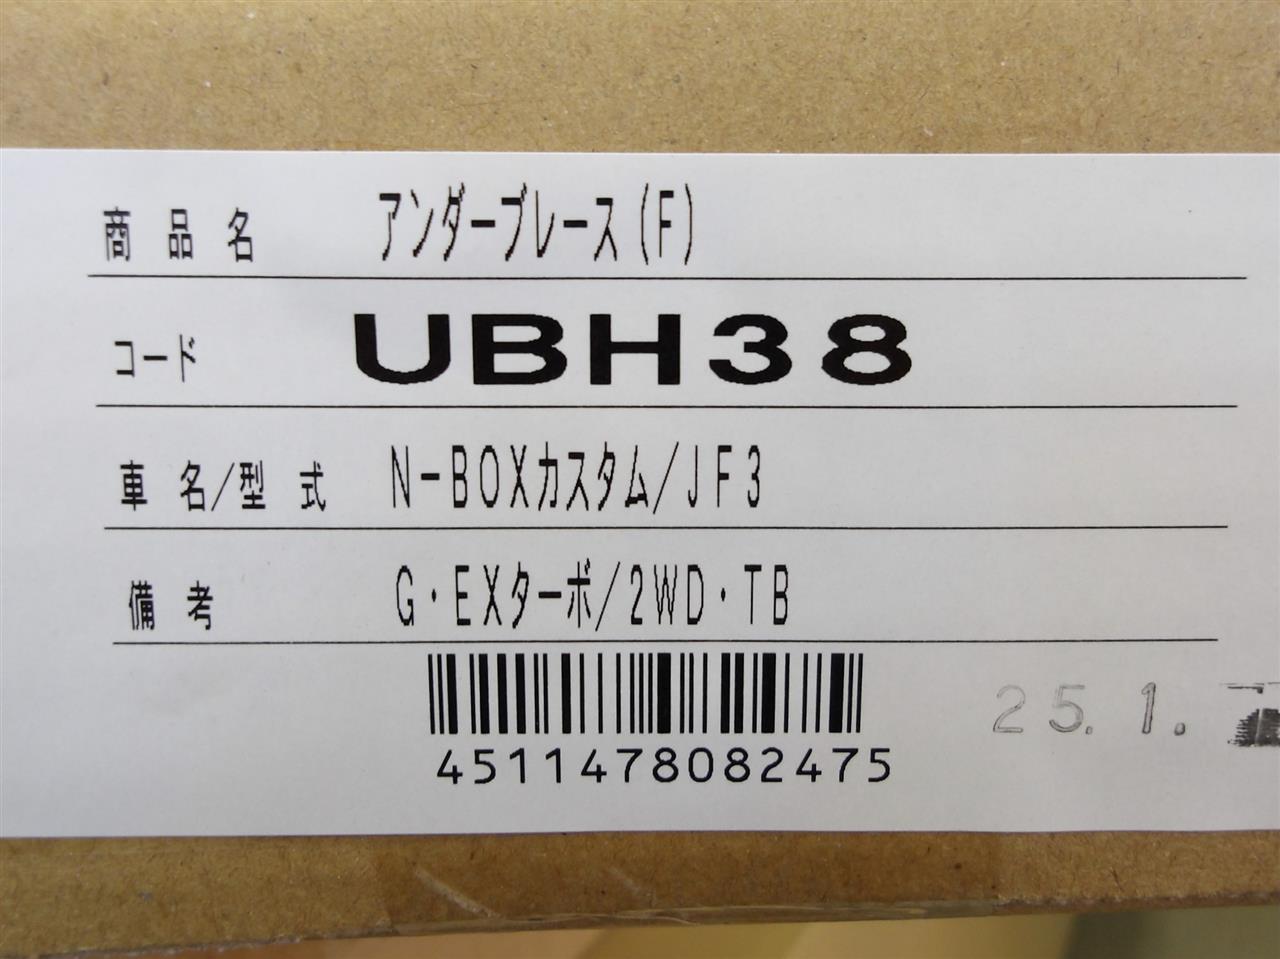 商品名 アンダーブレース(F)
コード UBH38
車名/型式 N-BOXカスタム/JF3
備考 G・EXターボ/2WD・TB
4511478082475
25.1.